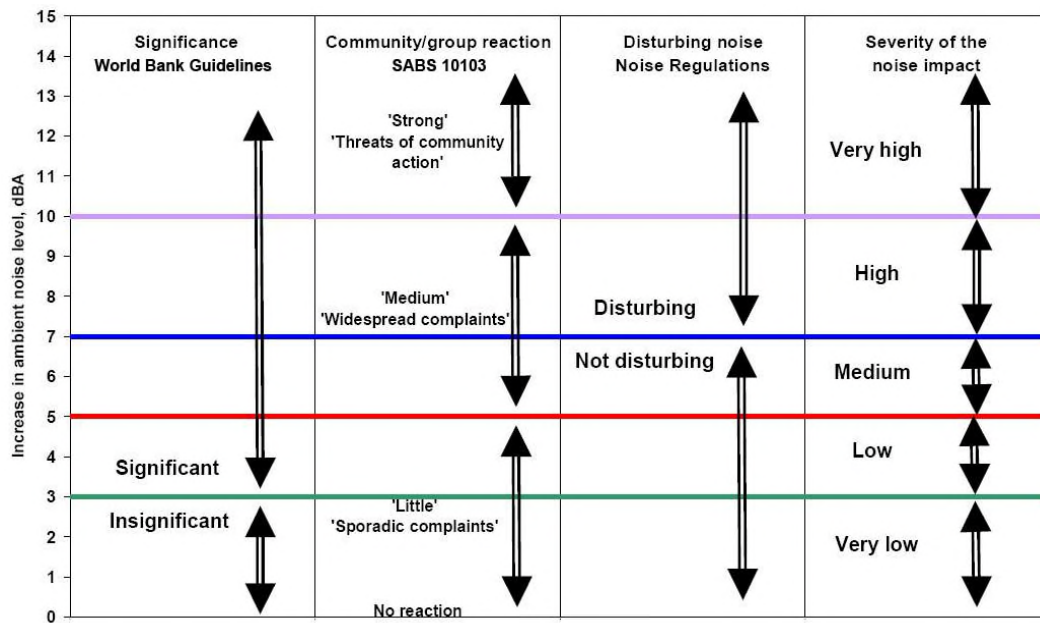 Increase in ambient noise level, dBA
15
14
13
12
11
10
9
8
7
6
5
4
3
2
1
0
Significance
World Bank Guidelines
Significant
Insignificant
Community/group reaction
SABS 10103
'Strong'
'Threats of community
action'
'Medium'
'Widespread complaints'
'Little'
'Sporadic complaints'
No reaction
Disturbing noise
Noise Regulations
Disturbing
Not disturbing
Severity of the
noise impact
Very high
High
Medium
Low
Very low